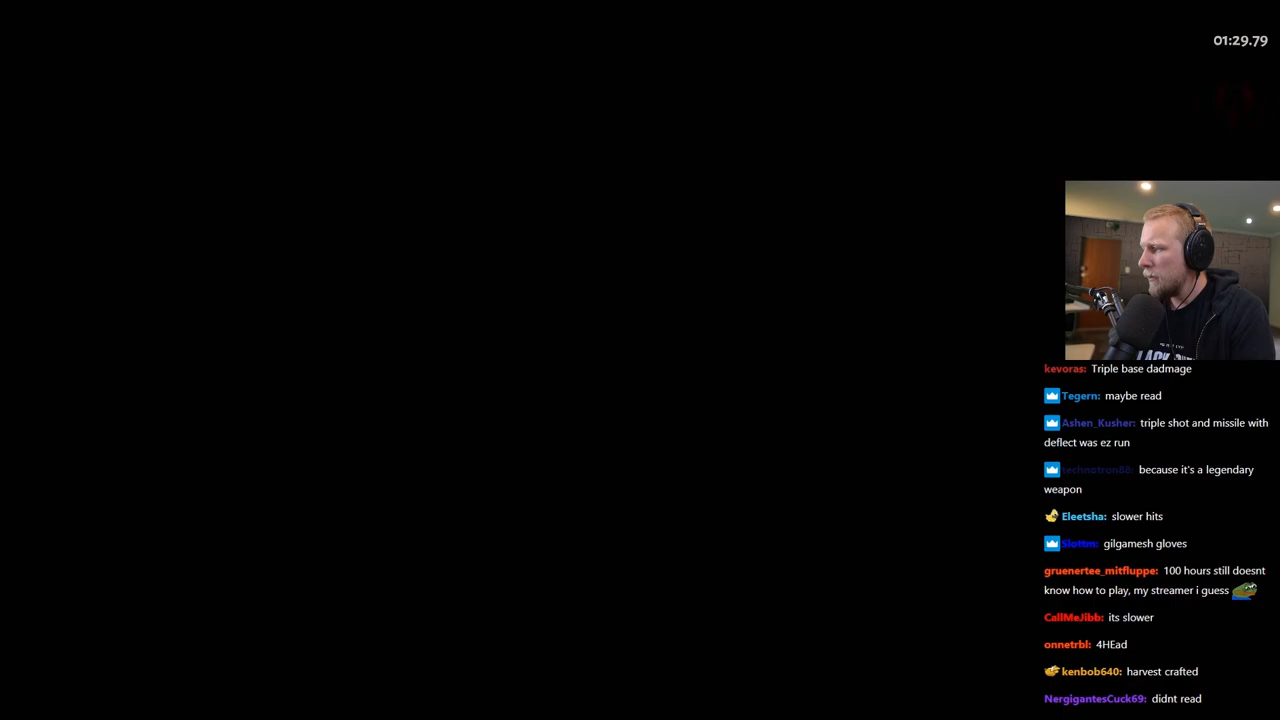 01:29.79
kevoras: Triple base dadmage
Tegern: maybe read
Ashen_Kusher: triple shot and missile with
deflect was ez run
technotron88: because it's a legendary
weapon
Eleetsha: slower hits
Slottm: gilgamesh gloves
gruenertee_mitfluppe: 100 hours still doesnt
know how to play, my streamer i guess
CallMeJibb: its slower
onnetrbl: 4HEad
kenbob640: harvest crafted
NergigantesCuck69: didnt read